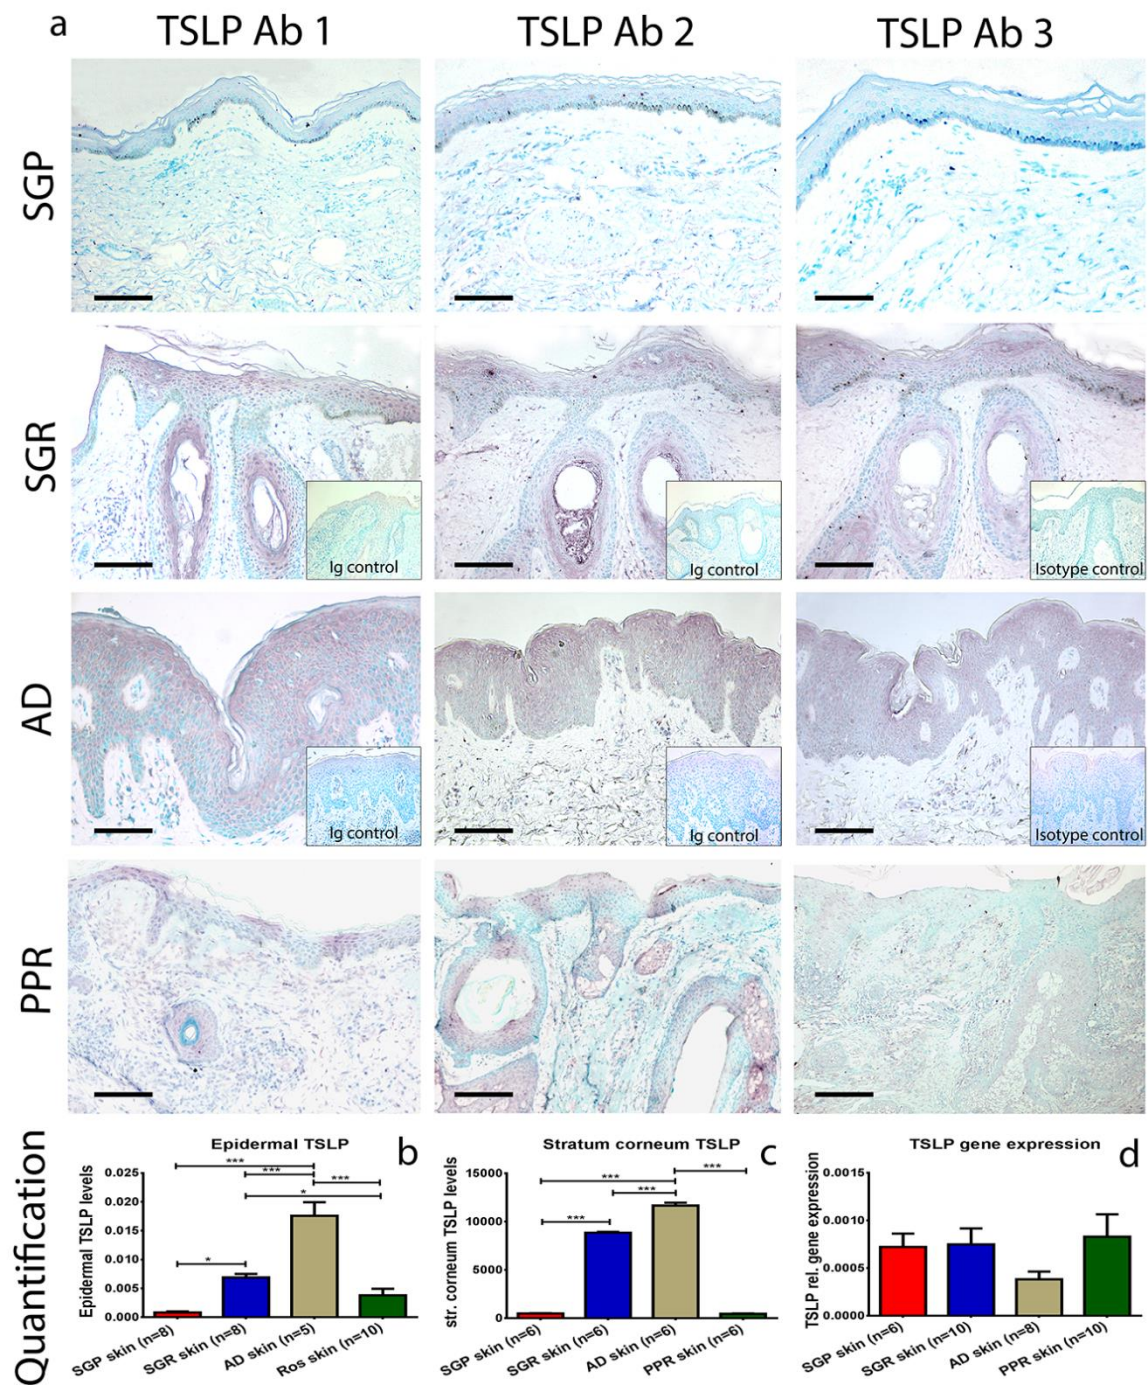 a
TSLP Ab 1
TSLP Ab 2
TSLP Ab 3
SGP
SGR
Ig control
Ig control
Isotype control
AD
Ig control
Ig control
Isotype control
PPR
Quantification
Epidermal TSLP
b
Epidermal TSLP levels
0.025
0.020
0.015
0.010
0.005
0.000
***
***
***
*
*
SGP skin (n=8)
SGR skin (n=8)
AD skin (n=5)
Ros skin (n=10)
Stratum corneum TSLP
c
str. corneum TSLP levels
15000
10000
5000
0
***
***
***
***
SGP skin (n=6)
SGR skin (n=6)
AD skin (n=6)
PPR skin (n=6)
TSLP gene expression
d
TSLP rel. gene expression
0.0015
0.0010
0.0005
0.0000
SGP skin (n=6)
SGR skin (n=10)
AD skin (n=8)
PPR skin (n=10)